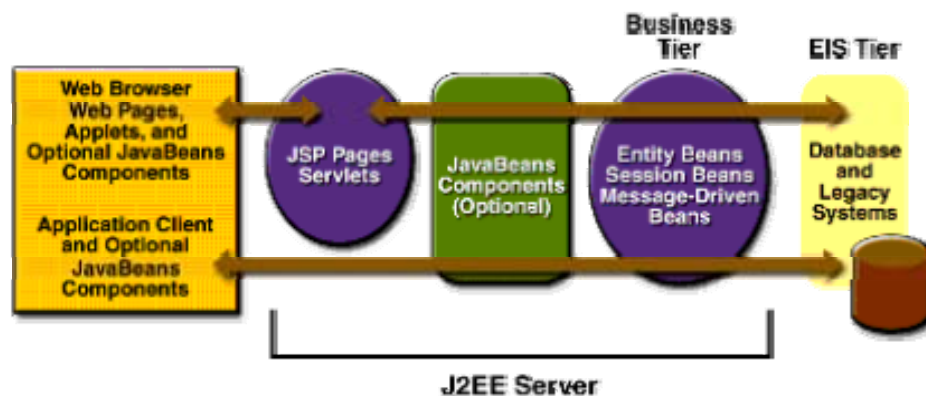 Business
Tier
EIS Tier
Web Browser
Web Pages,
Applets, and
Optional JavaBeans
Components
Application Client
and Optional
JavaBeans
Components
JSP Pages
Servlets
JavaBeans
Components
(Optional)
Entity Beans
Session Beans
Message-Driven
Beans
Database
and
Legacy
Systems
J2EE Server